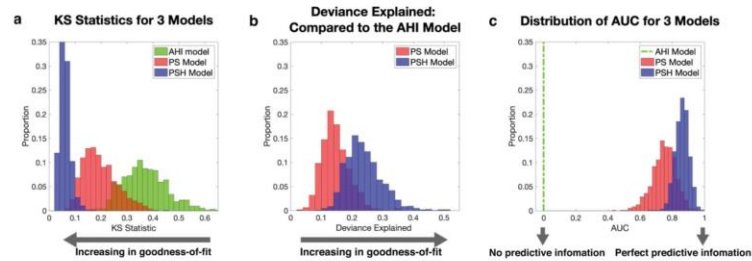 a
KS Statistics for 3 Models
0.35
0.3
0.25
0.2
0.15
0.1
0.05
0
Proportion
AHI model
PS Model
PSH Model
0 0.1 0.2 0.3 0.4 0.5 0.6
KS Statistic
Increasing in goodness-of-fit
b
Deviance Explained:
Compared to the AHI Model
0.35
0.3
0.25
0.2
0.15
0.1
0.05
0
Proportion
PS Model
PSH Model
0 0.1 0.2 0.3 0.4 0.5
Deviance Explained
Increasing in goodness-of-fit
c
Distribution of AUC for 3 Models
0.35
0.3
0.25
0.2
0.15
0.1
0.05
0
Proportion
AHI Model
PS Model
PSH Model
0 0.2 0.4 0.6 0.8 1
AUC
No predictive infomation
Perfect predictive infomation